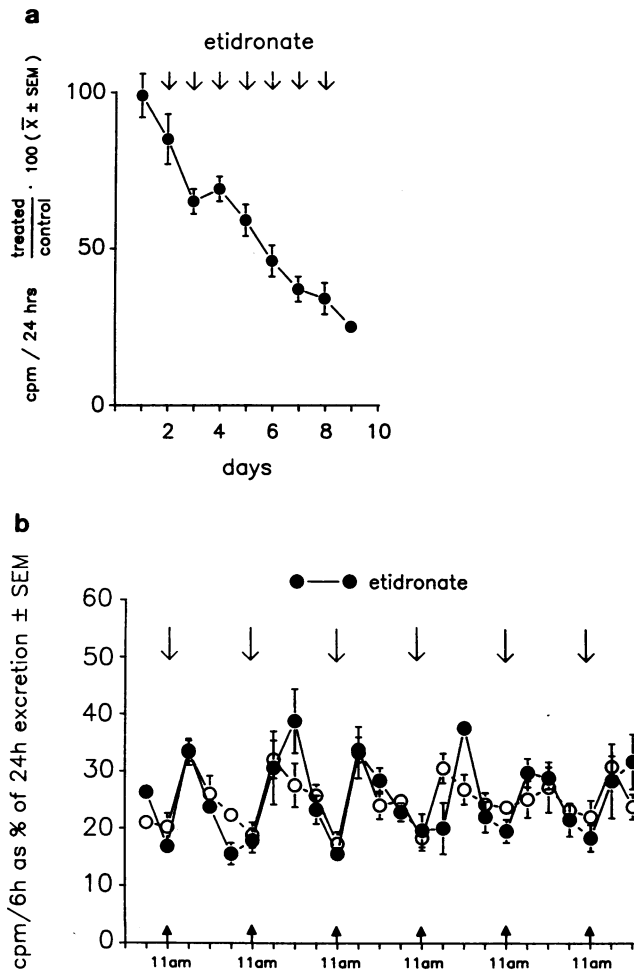 a
etidronate
cpm / 24 hrs treated/control · 100 ( X̅ ± SEM )
100
50
0
2 4 6 8 10
days
b
cpm/6h as % of 24h excretion ± SEM
etidronate
60
50
40
30
20
10
0
11am 11am 11am 11am 11am 11am